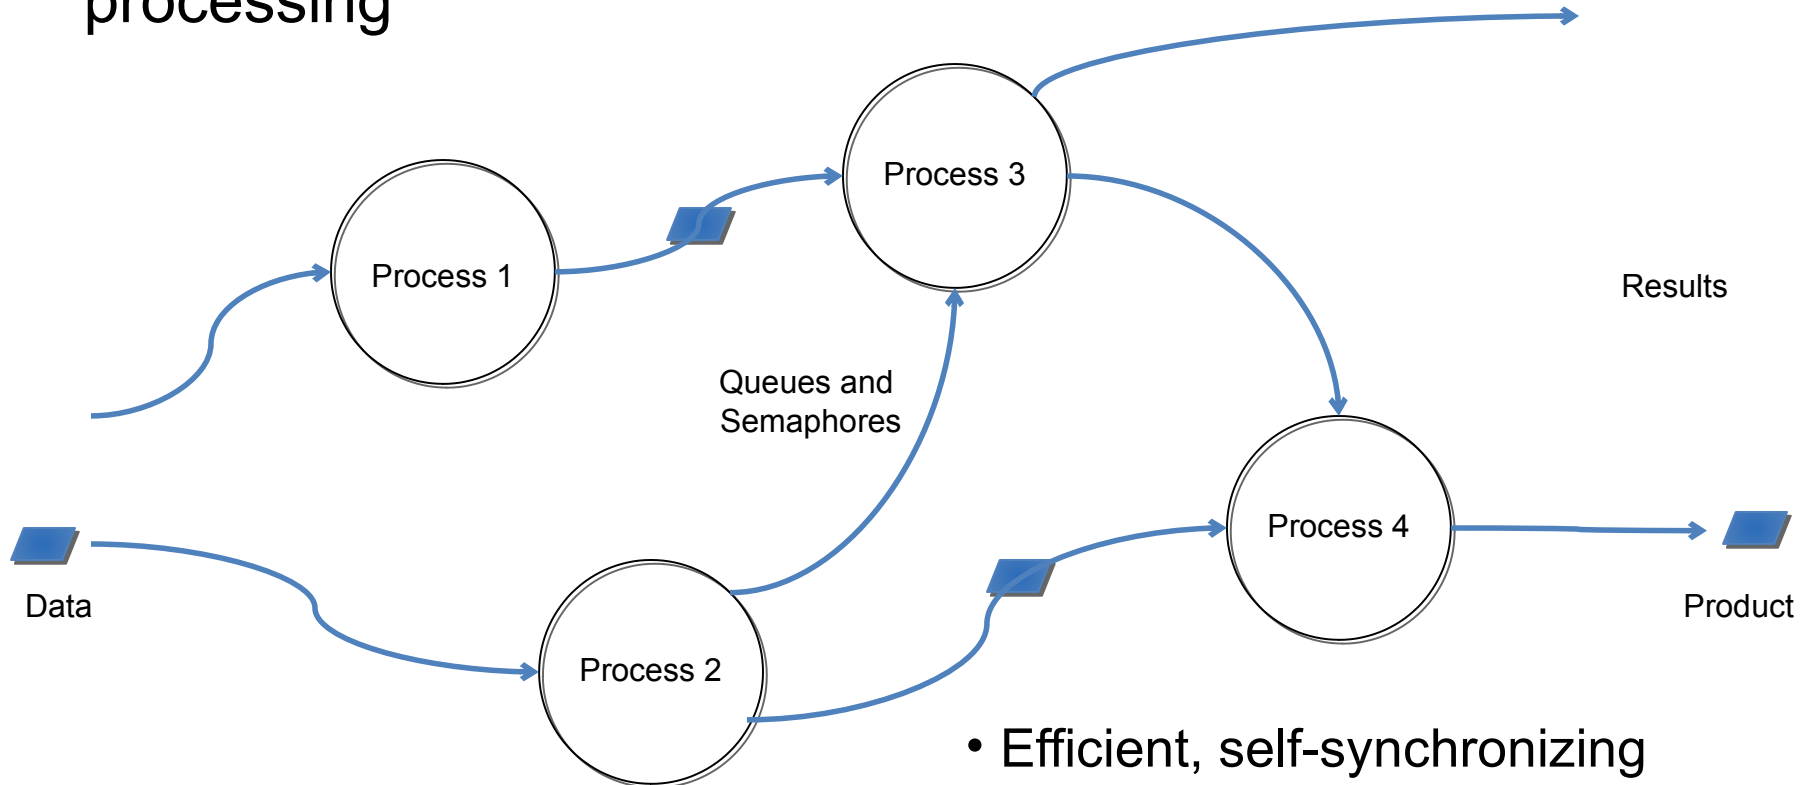 processing
Process 3
Process 1
Results
Queues and
Semaphores
Process 4
Data
Product
Process 2
• Efficient, self-synchronizing